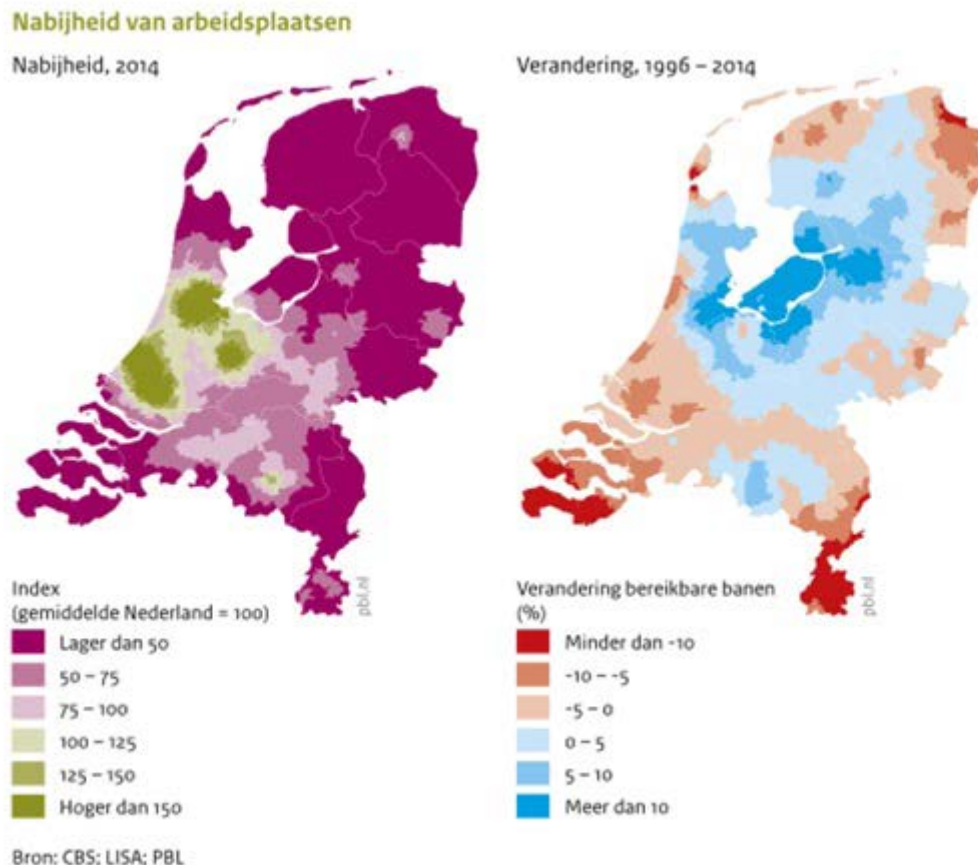 Nabijheid van arbeidsplaatsen
Nabijheid, 2014
Verandering, 1996 – 2014
pbl.nl
pbl.nl
Index
(gemiddelde Nederland = 100)
Lager dan 50
50 – 75
75 – 100
100 – 125
125 – 150
Hoger dan 150
Verandering bereikbare banen
(%)
Minder dan -10
-10 – -5
-5 – 0
0 – 5
5 – 10
Meer dan 10
Bron: CBS; LISA; PBL